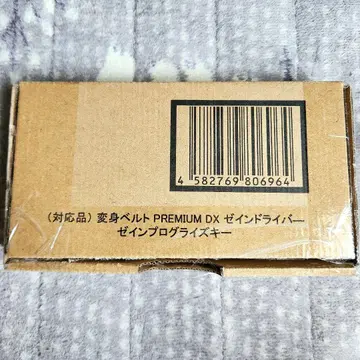 4 582769 806964
(対応品) 変身ベルト PREMIUM DX ゼインドライバー
ゼインプログライズキー